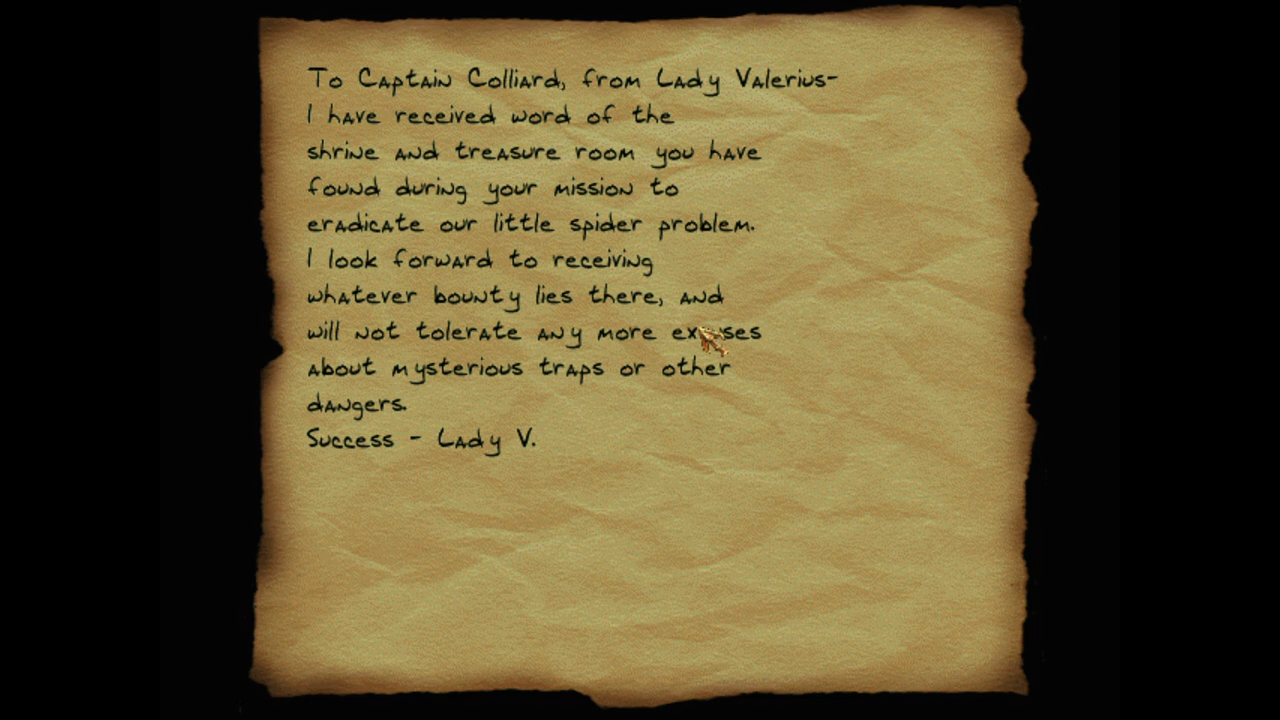 To Captain Colliard, from Lady Valerius-
I have received word of the
shrine and treasure room you have
found during your mission to
eradicate our little spider problem.
I look forward to receiving
whatever bounty lies there, and
will not tolerate any more excuses
about mysterious traps or other
dangers.
Success - Lady V.